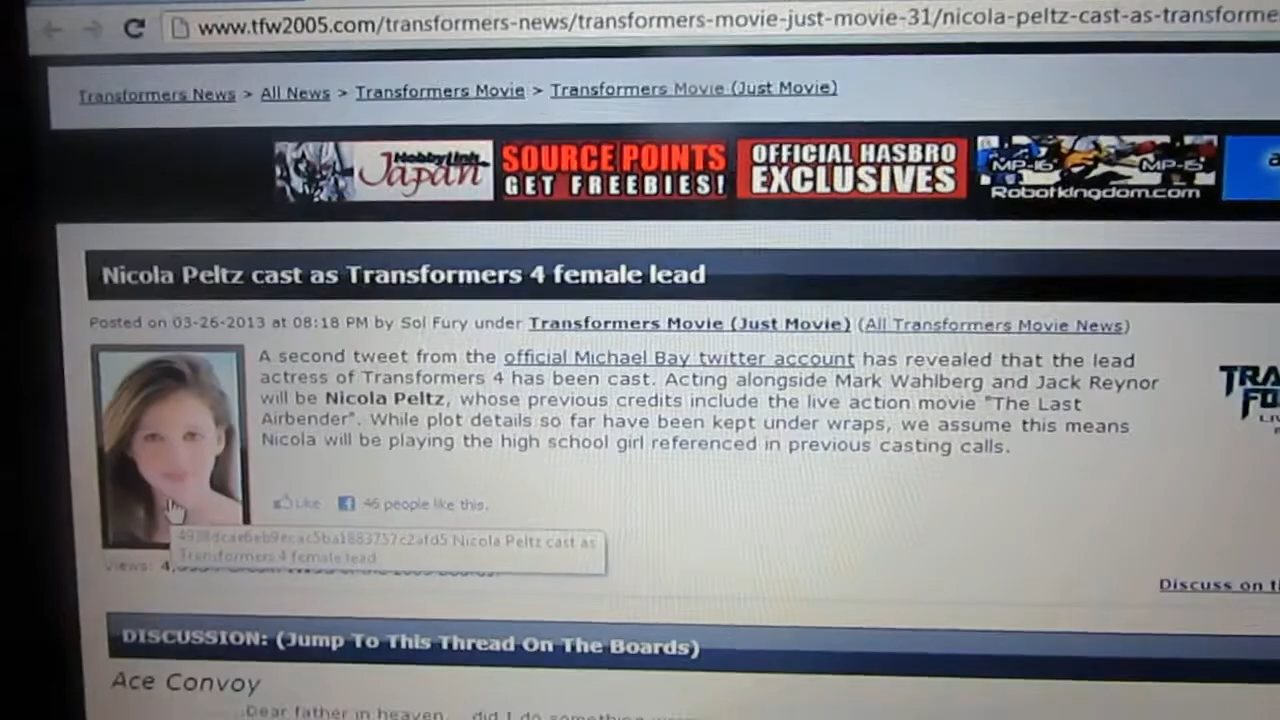 www.tfw2005.com/transformers-news/transformers-movie-just-movie-31/nicola-peltz-cast-as-transforme
Transformers News > All News > Transformers Movie > Transformers Movie (Just Movie)
HobbyLink Japan
SOURCE POINTS GET FREEBIES!
OFFICIAL HASBRO EXCLUSIVES
MP-16 MP-15
Robotkingdom.com
a
Nicola Peltz cast as Transformers 4 female lead
Posted on 03-26-2013 at 08:18 PM by Sol Fury under Transformers Movie (Just Movie) (All Transformers Movie News)
A second tweet from the official Michael Bay twitter account has revealed that the lead
actress of Transformers 4 has been cast. Acting alongside Mark Wahlberg and Jack Reynor
will be Nicola Peltz, whose previous credits include the live action movie "The Last
Airbender". While plot details so far have been kept under wraps, we assume this means
Nicola will be playing the high school girl referenced in previous casting calls.
TRA
FO
Like 46 people like this.
Nicola Peltz cast as
Transformers 4 female lead
Views: 4,
Discuss on t
DISCUSSION: (Jump To This Thread On The Boards)
Ace Convoy
Dear father in heaven... did I do something